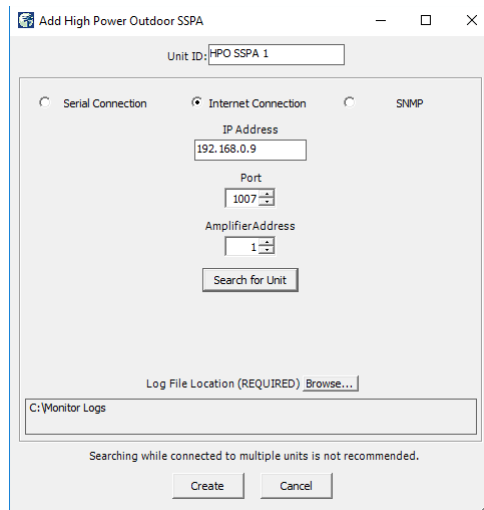 Add High Power Outdoor SSPA
Unit ID: HPO SSPA 1
Serial Connection Internet Connection SNMP
IP Address
192.168.0.9
Port
1007
AmplifierAddress
1
Search for Unit
Log File Location (REQUIRED) Browse...
C:\Monitor Logs
Searching while connected to multiple units is not recommended.
Create Cancel